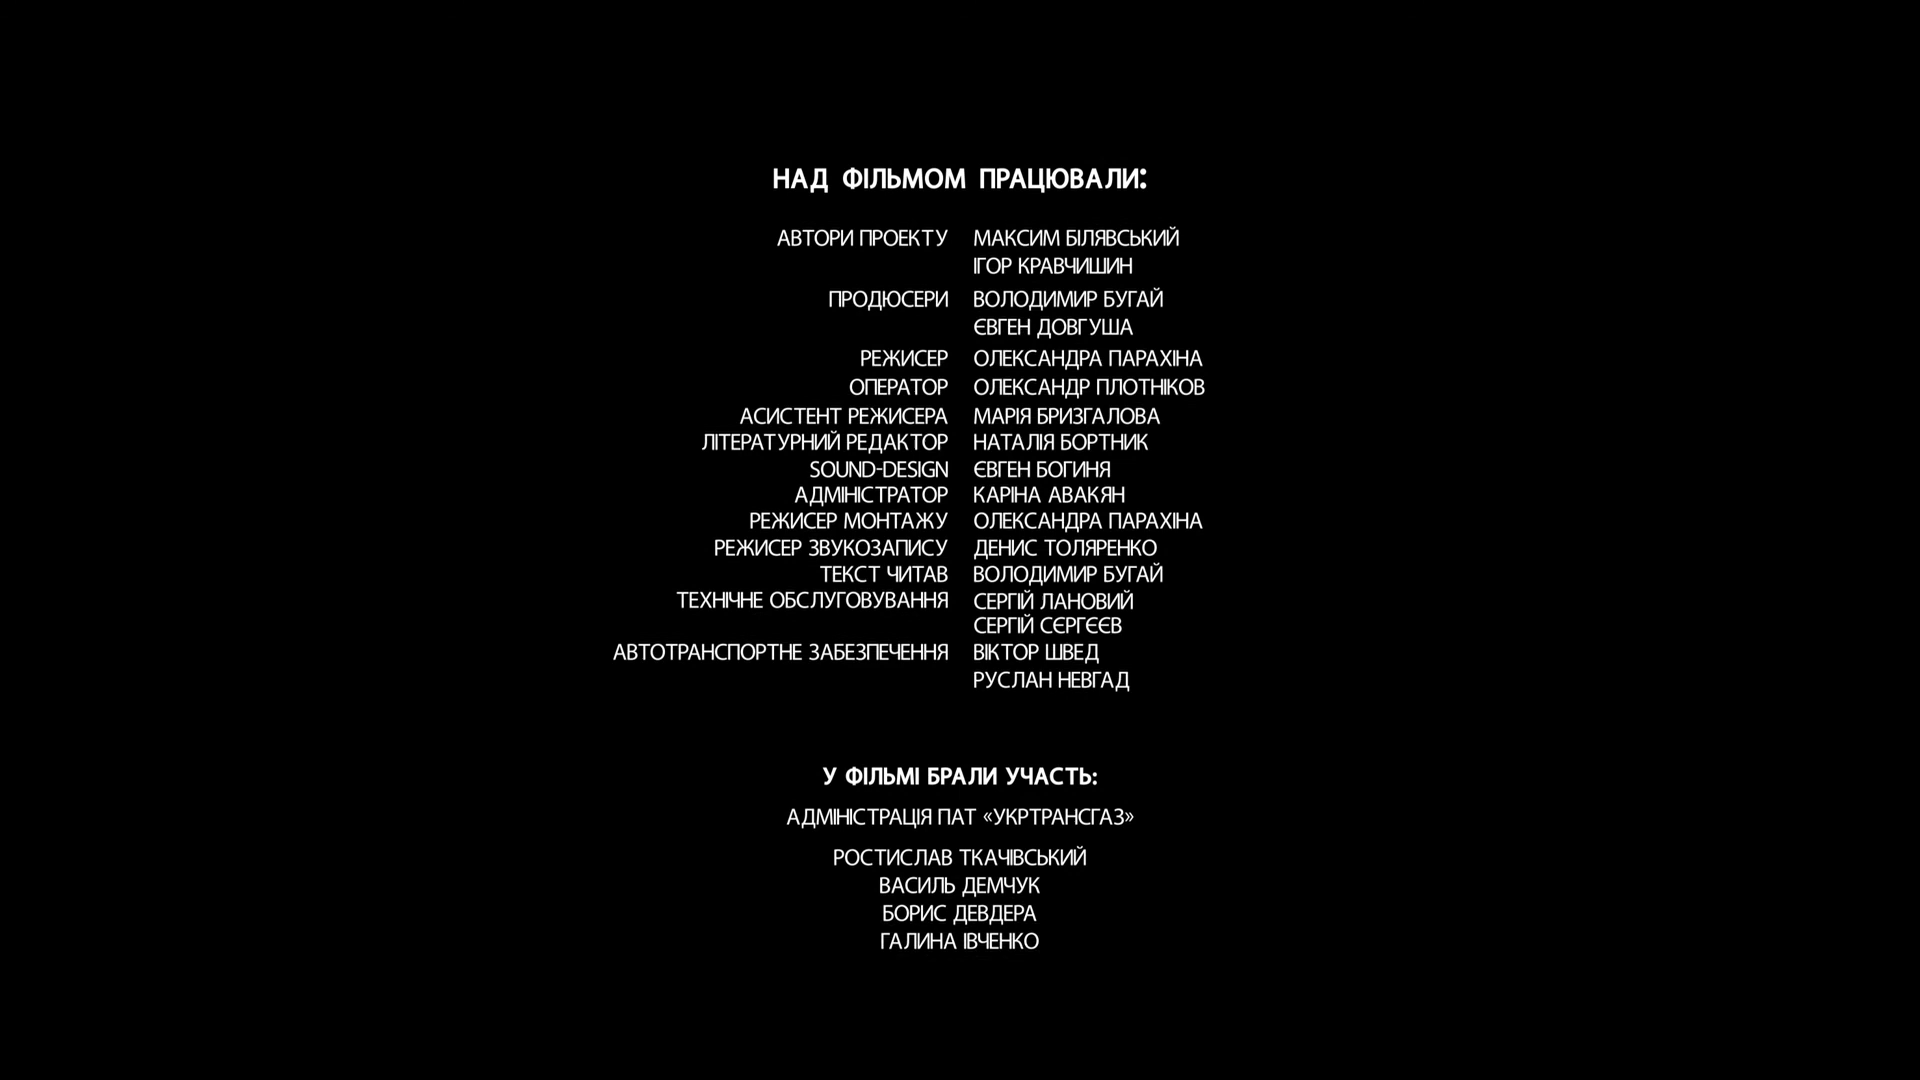 НАД ФІЛЬМОМ ПРАЦЮВАЛИ:
АВТОРИ ПРОЕКТУ МАКСИМ БІЛЯВСЬКИЙ
ІГОР КРАВЧИШИН
ПРОДЮСЕРИ ВОЛОДИМИР БУГАЙ
ЄВГЕН ДОВГУША
РЕЖИСЕР ОЛЕКСАНДРА ПАРАХІНА
ОПЕРАТОР ОЛЕКСАНДР ПЛОТНІКОВ
АСИСТЕНТ РЕЖИСЕРА МАРІЯ БРИЗГАЛОВА
ЛІТЕРАТУРНИЙ РЕДАКТОР НАТАЛІЯ БОРТНИК
SOUND-DESIGN ЄВГЕН БОГИНЯ
АДМІНІСТРАТОР КАРІНА АВАКЯН
РЕЖИСЕР МОНТАЖУ ОЛЕКСАНДРА ПАРАХІНА
РЕЖИСЕР ЗВУКОЗАПИСУ ДЕНИС ТОЛЯРЕНКО
ТЕКСТ ЧИТАВ ВОЛОДИМИР БУГАЙ
ТЕХНІЧНЕ ОБСЛУГОВУВАННЯ СЕРГІЙ ЛАНОВИЙ
СЕРГІЙ СЄРГЄЄВ
АВТОТРАНСПОРТНЕ ЗАБЕЗПЕЧЕННЯ ВІКТОР ШВЕД
РУСЛАН НЕВГАД
У ФІЛЬМІ БРАЛИ УЧАСТЬ:
АДМІНІСТРАЦІЯ ПАТ «УКРТРАНСГАЗ»
РОСТИСЛАВ ТКАЧІВСЬКИЙ
ВАСИЛЬ ДЕМЧУК
БОРИС ДЕВДЕРА
ГАЛИНА ІВЧЕНКО